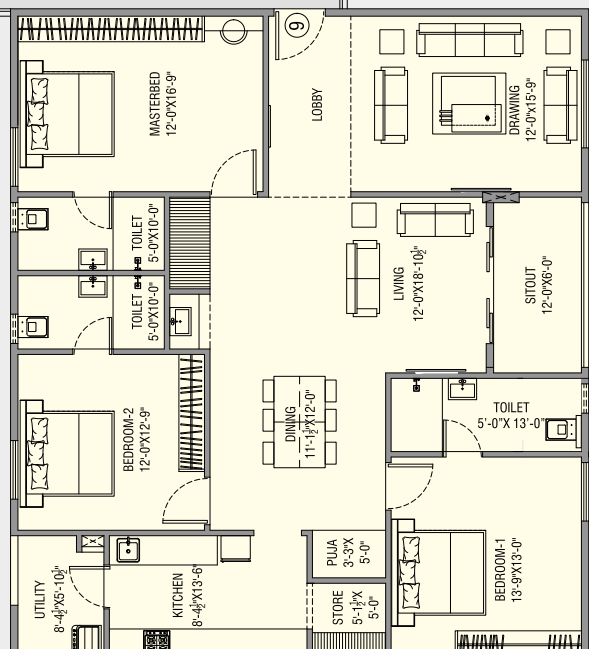 9
MASTERBED
12'-0"X16'-9"
LOBBY
DRAWING
12'-0"x15'-9"
TOILET
5'-0"X10'-0"
TOILET
5'-0"X10'-0"
LIVING
12'-0"X18'-10½"
SITOUT
12'-0"X6'-0"
BEDROOM-2
12'-0"X12'-9"
DINING
11'-1½"X12'-0"
TOILET
5'-0"X 13'-0"
UTILITY
8'-4½"X5'-10½"
KITCHEN
8'-4½"X13'-6"
PUJA
3'-3"X
5'-0"
STORE
5'-1½"X
5'-0"
BEDROOM-1
13'-9"X13'-0"